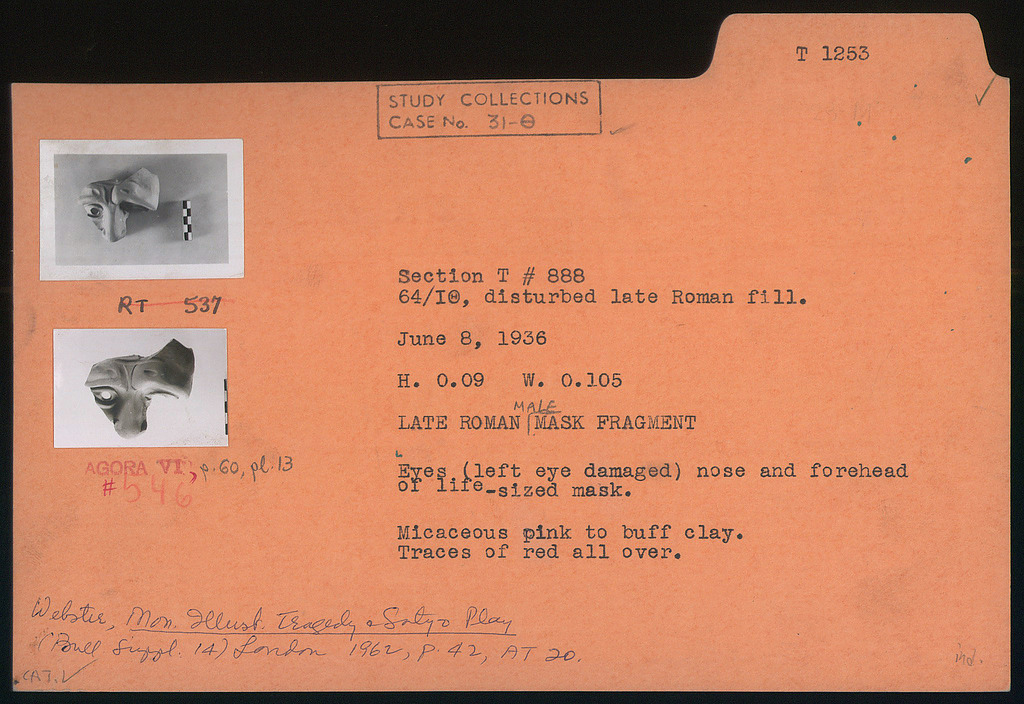 T 1253
STUDY COLLECTIONS
CASE No. 31-Θ
RT 537
AGORA VI, p. 60, pl. 13
# 546
Section T # 888
64/IΘ, disturbed late Roman fill.
June 8, 1936
H. 0.09 W. 0.105
LATE ROMAN MALE MASK FRAGMENT
Eyes (left eye damaged) nose and forehead
of life-sized mask.
Micaceous pink to buff clay.
Traces of red all over.
Webster, Mon. Illust. Tragedy & Satyr Play
(Bull Suppl. 14) London 1962, p. 42, AT 20.
CAT. ✓